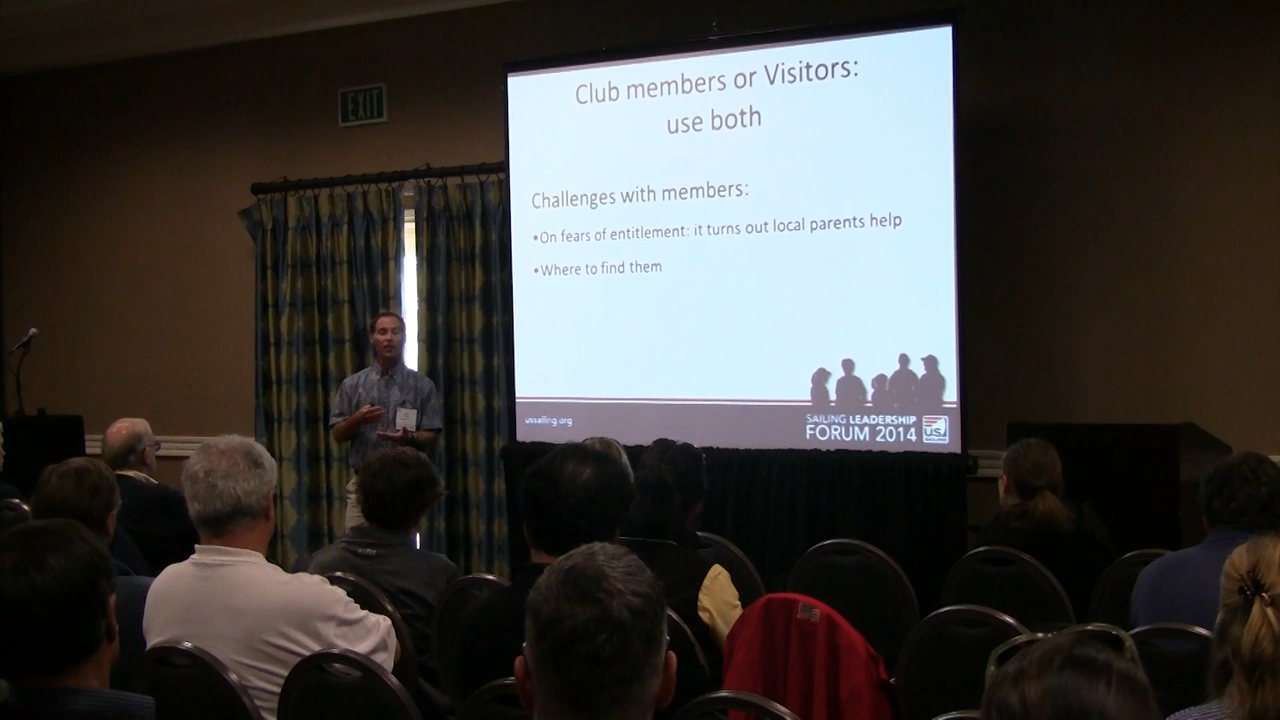 EXIT
Club members or Visitors:
use both
Challenges with members:
•On fears of entitlement: it turns out local parents help
•Where to find them
ussailing.org
SAILING LEADERSHIP
FORUM 2014
US